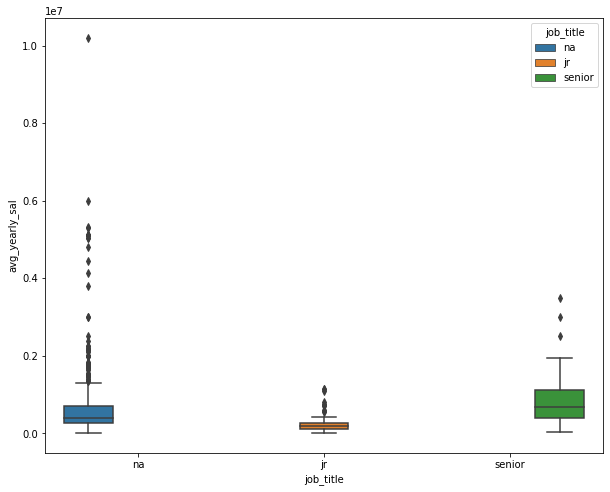 1e7
job_title
na
jr
senior
1.0
0.8
0.6
0.4
0.2
0.0
avg_yearly_sal
na jr senior
job_title